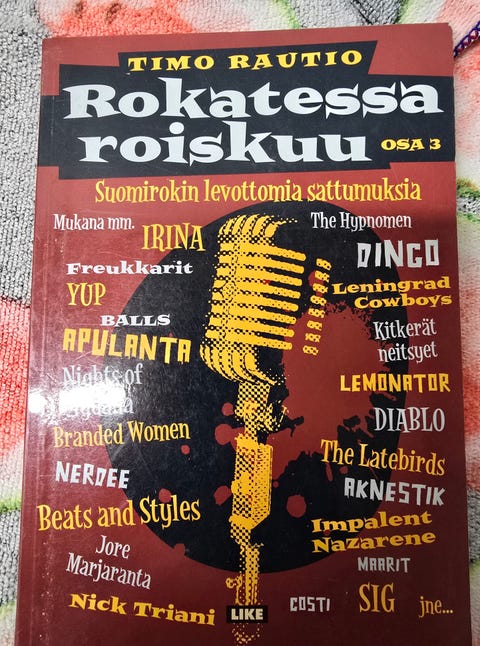 TIMO RAUTIO
Rokatessa
roiskuu OSA 3
Suomirokin levottomia sattumuksia
Mukana mm.
IRINA
The Hypnomen
DINGO
Freukkarit
YUP
Leningrad
Cowboys
BALLS
APULANTA
Kitkerät
neitsyet
Nights of
LEMONATOR
DIABLO
Branded Women
The Latebirds
NERDEE
AKNESTIK
Beats and Styles
Impalent
Nazarene
Jore
Marjaranta
MAARIT
Nick Triani
LIKE
COSTI
SIG
jne...